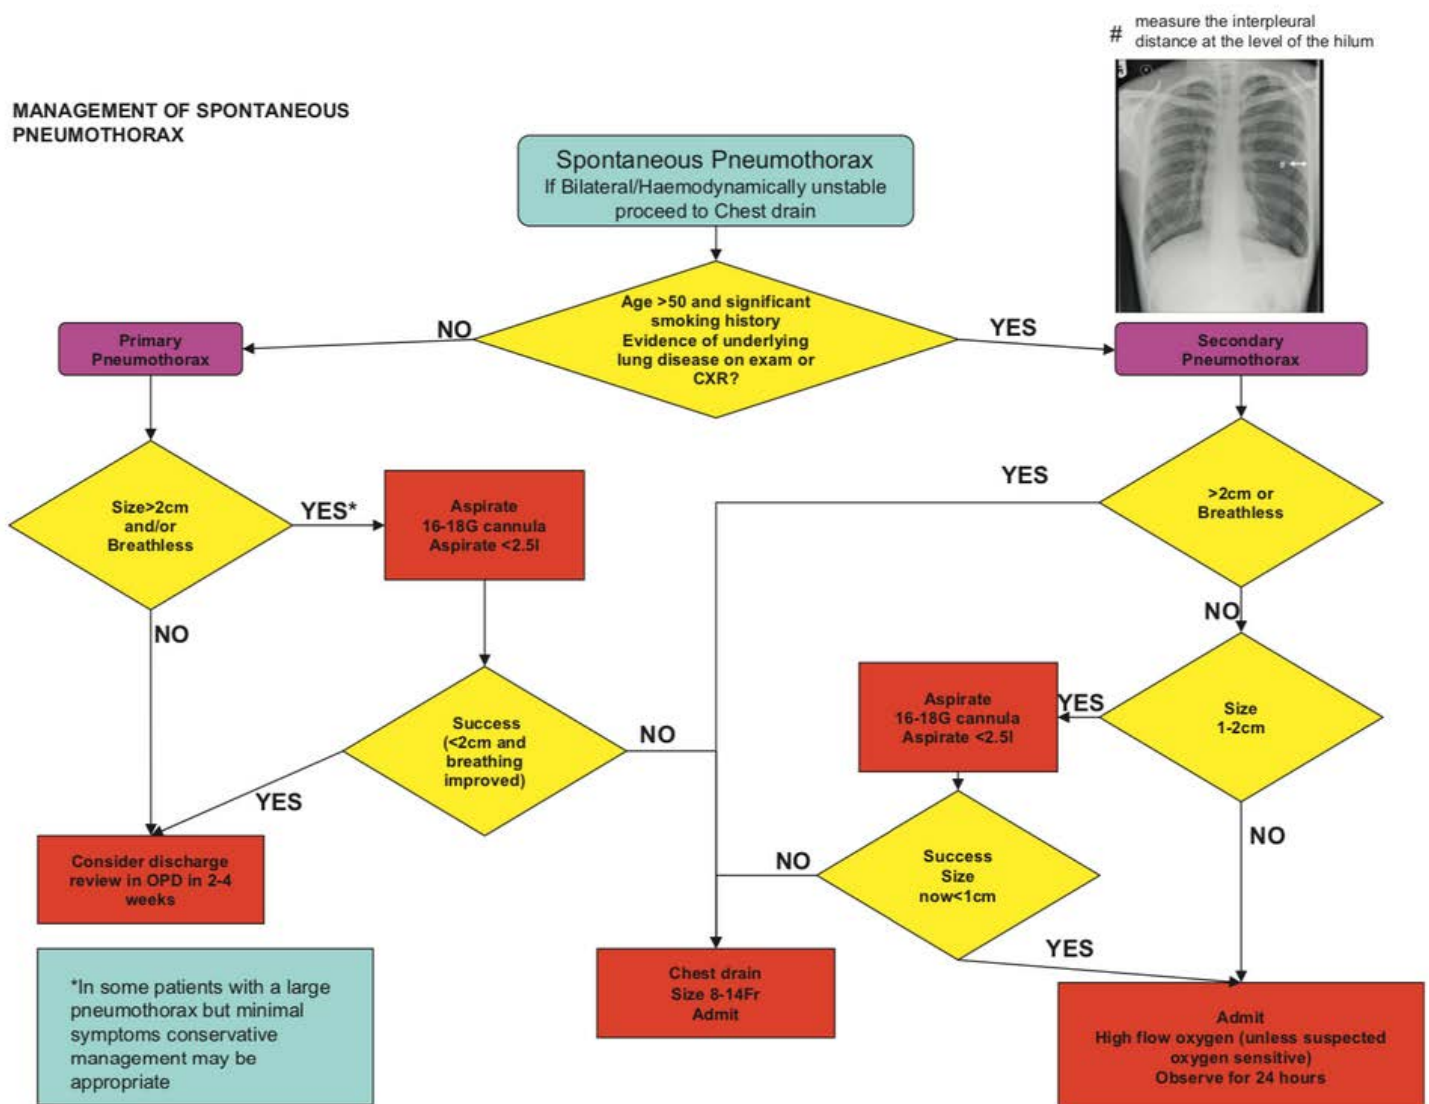 # measure the interpleural
distance at the level of the hilum
MANAGEMENT OF SPONTANEOUS
PNEUMOTHORAX
Spontaneous Pneumothorax
If Bilateral/Haemodynamically unstable
proceed to Chest drain
Age >50 and significant
smoking history
Evidence of underlying
lung disease on exam or
CXR?
NO
YES
Primary
Pneumothorax
Secondary
Pneumothorax
Size>2cm
and/or
Breathless
YES*
Aspirate
16-18G cannula
Aspirate <2.5l
YES
>2cm or
Breathless
NO
NO
Success
(<2cm and
breathing
improved)
NO
YES
Aspirate
16-18G cannula
Aspirate <2.5l
YES
Size
1-2cm
Consider discharge
review in OPD in 2-4
weeks
NO
Success
Size
now<1cm
NO
YES
*In some patients with a large
pneumothorax but minimal
symptoms conservative
management may be
appropriate
Chest drain
Size 8-14Fr
Admit
Admit
High flow oxygen (unless suspected
oxygen sensitive)
Observe for 24 hours